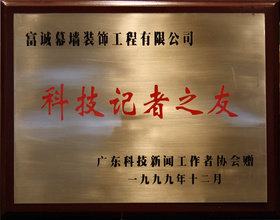 富诚幕墙装饰工程有限公司
科技记者之友
广东科技新闻工作者协会赠
一九九九年十二月